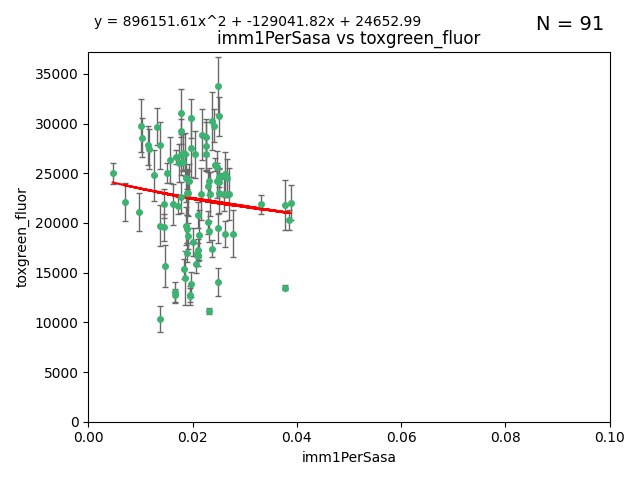 y = 896151.61x^2 + -129041.82x + 24652.99
N = 91
imm1PerSasa vs toxgreen_fluor
35000
30000
25000
20000
15000
10000
5000
0
toxgreen_fluor
0.00 0.02 0.04 0.06 0.08 0.10
imm1PerSasa